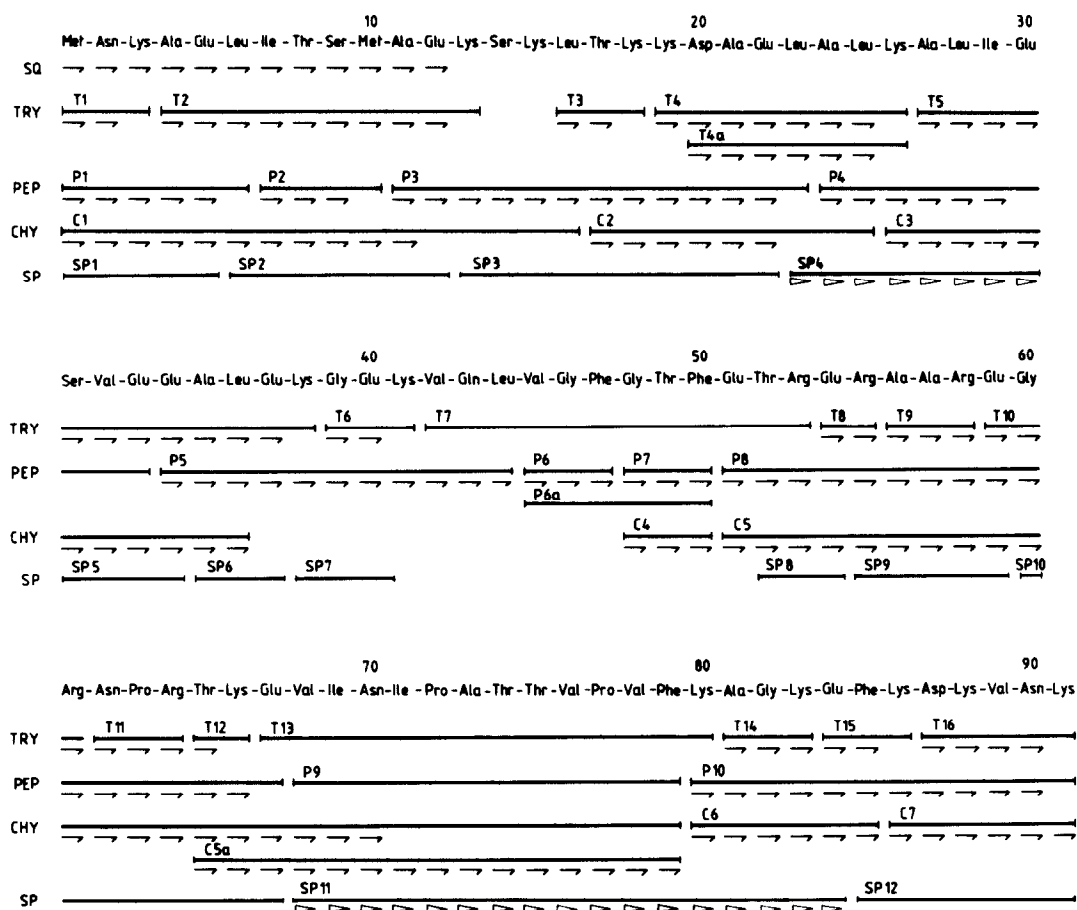 10 20 30
Met-Asn-Lys-Ala-Glu-Leu-Ile-Thr-Ser-Met-Ala-Glu-Lys-Ser-Lys-Leu-Thr-Lys-Lys-Asp-Ala-Glu-Leu-Ala-Leu-Lys-Ala-Leu-Ile-Glu
SQ
TRY T1 T2 T3 T4 T5
T4a
PEP P1 P2 P3 P4
CHY C1 C2 C3
SP SP1 SP2 SP3 SP4
40 50 60
Ser-Val-Glu-Glu-Ala-Leu-Glu-Lys-Gly-Glu-Lys-Val-Gln-Leu-Val-Gly-Phe-Gly-Thr-Phe-Glu-Thr-Arg-Glu-Arg-Ala-Ala-Arg-Glu-Gly
TRY T6 T7 T8 T9 T10
PEP P5 P6 P7 P8
P6a
CHY C4 C5
SP SP5 SP6 SP7 SP8 SP9 SP10
70 80 90
Arg-Asn-Pro-Arg-Thr-Lys-Glu-Val-Ile-Asn-Ile-Pro-Ala-Thr-Thr-Val-Pro-Val-Phe-Lys-Ala-Gly-Lys-Glu-Phe-Lys-Asp-Lys-Val-Asn-Lys
TRY T11 T12 T13 T14 T15 T16
PEP P9 P10
CHY C6 C7
C5a
SP SP11 SP12